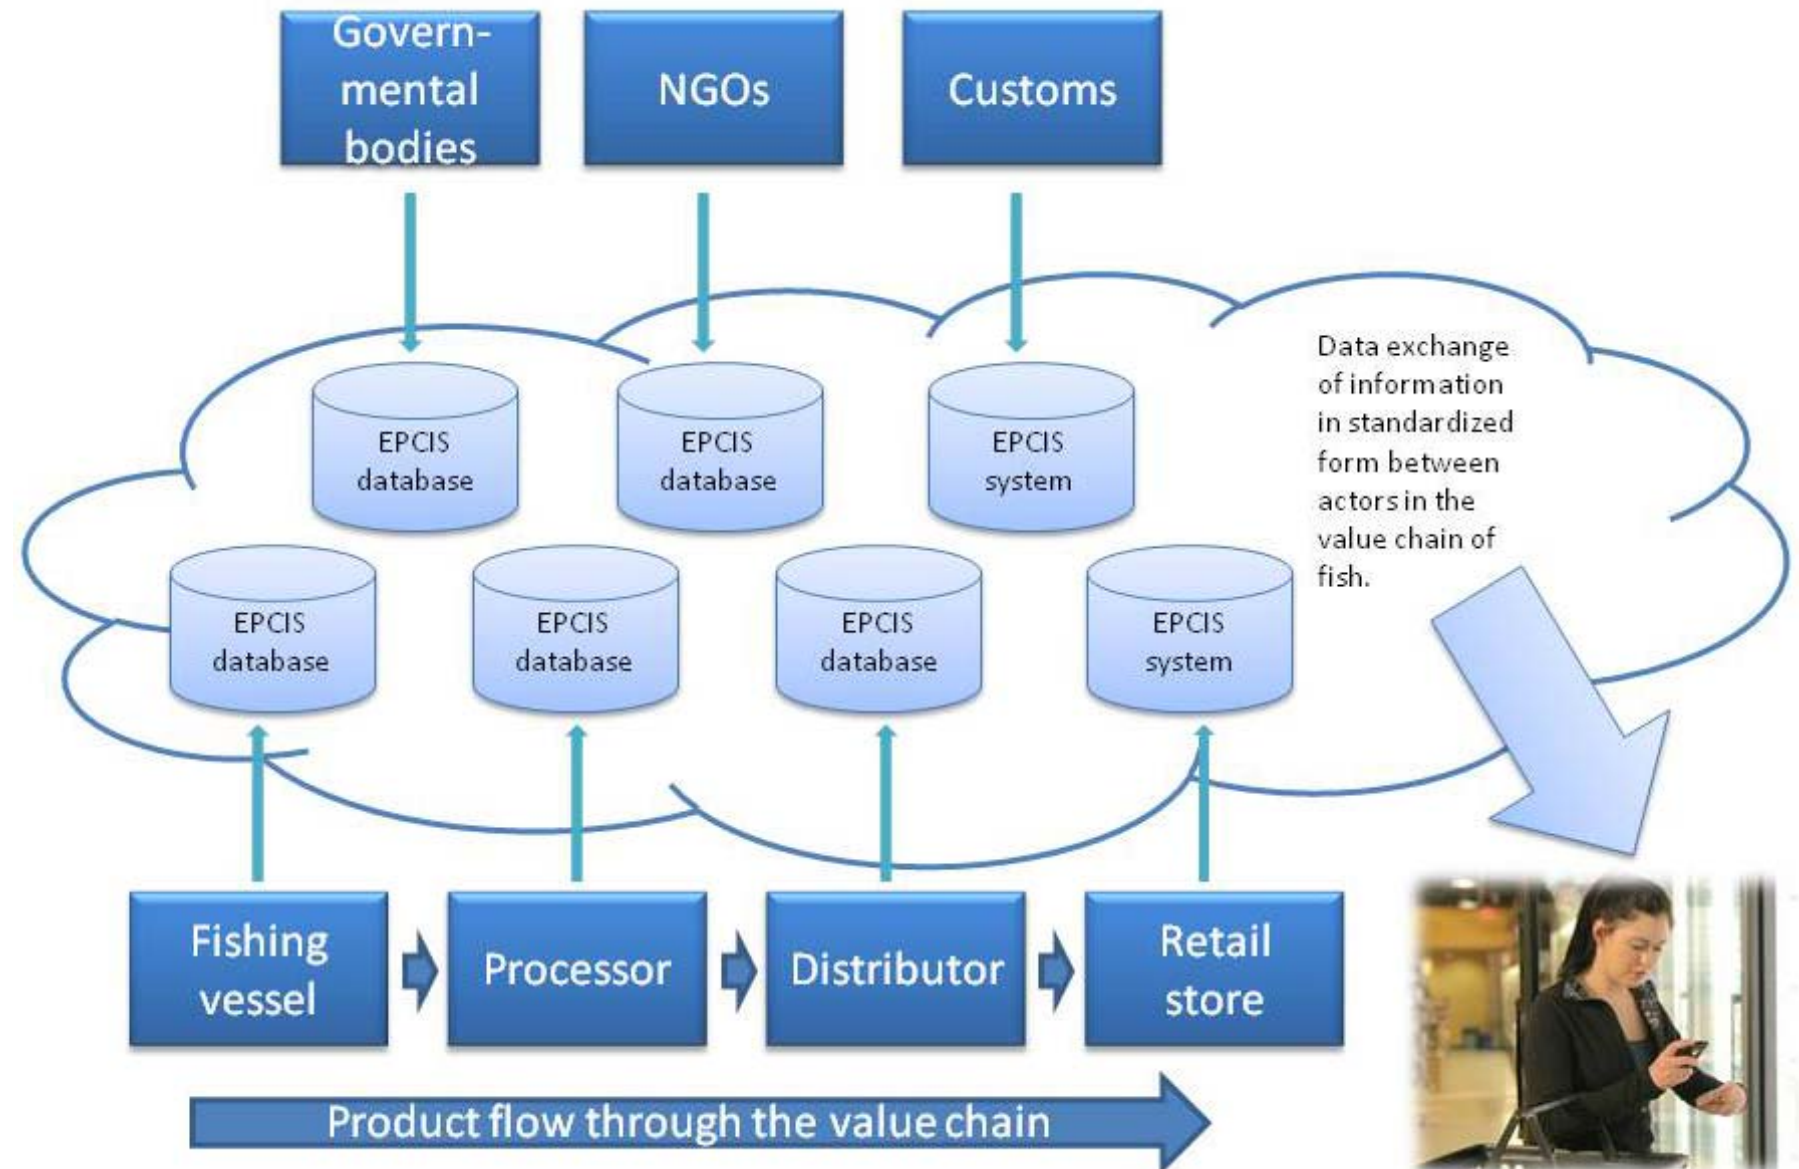 Govern-
mental
bodies
NGOs
Customs
Data exchange
of information
in standardized
form between
actors in the
value chain of
fish.
EPCIS
database
EPCIS
database
EPCIS
system
EPCIS
database
EPCIS
database
EPCIS
database
EPCIS
system
Fishing
vessel
Processor
Distributor
Retail
store
Product flow through the value chain